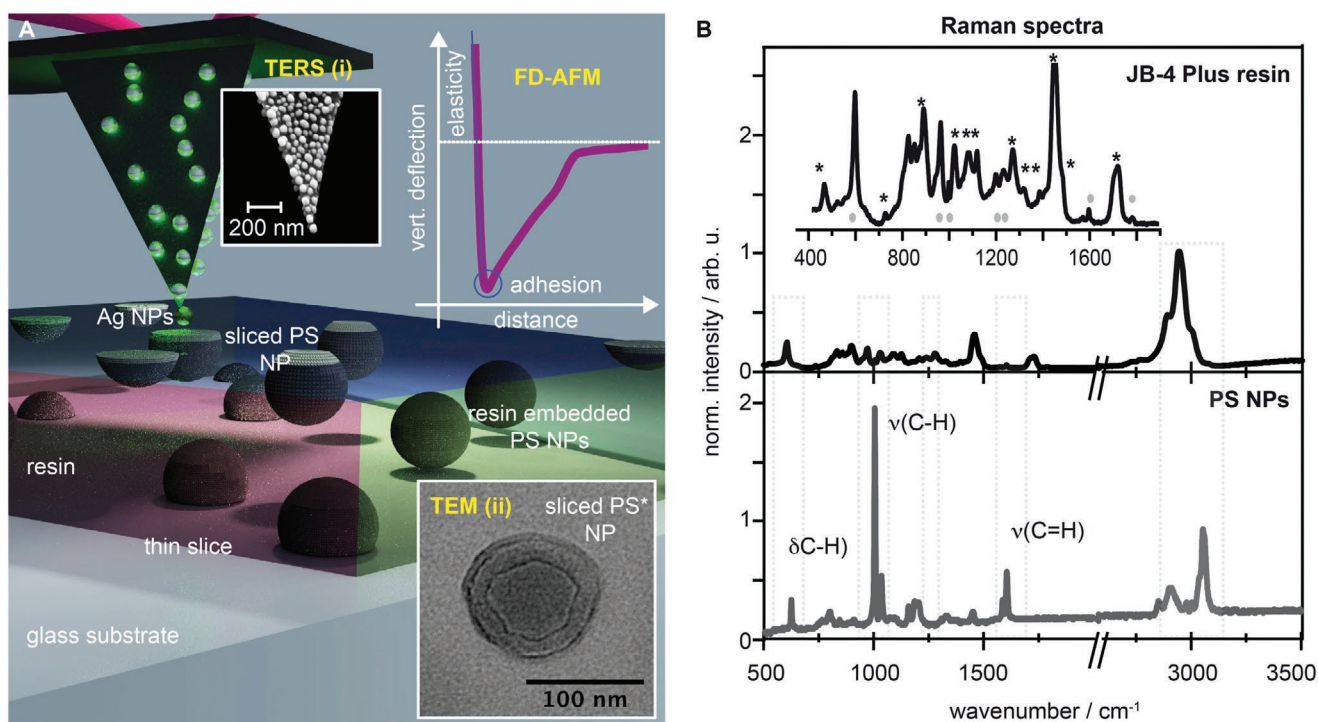 A
TERS (i)
200 nm
FD-AFM
elasticity
vert. deflection
adhesion
distance
Ag NPs
sliced PS
NP
resin embedded
PS NPs
resin
thin slice
glass substrate
TEM (ii)
sliced PS*
NP
100 nm
B
Raman spectra
JB-4 Plus resin
* * * * * * * * * * * * *
400 800 1200 1600
norm. intensity / arb. u.
2
1
0
PS NPs
2
1
0
ν(C-H)
δC-H)
ν(C=H)
500 1000 1500 3000 3500
wavenumber / cm-1